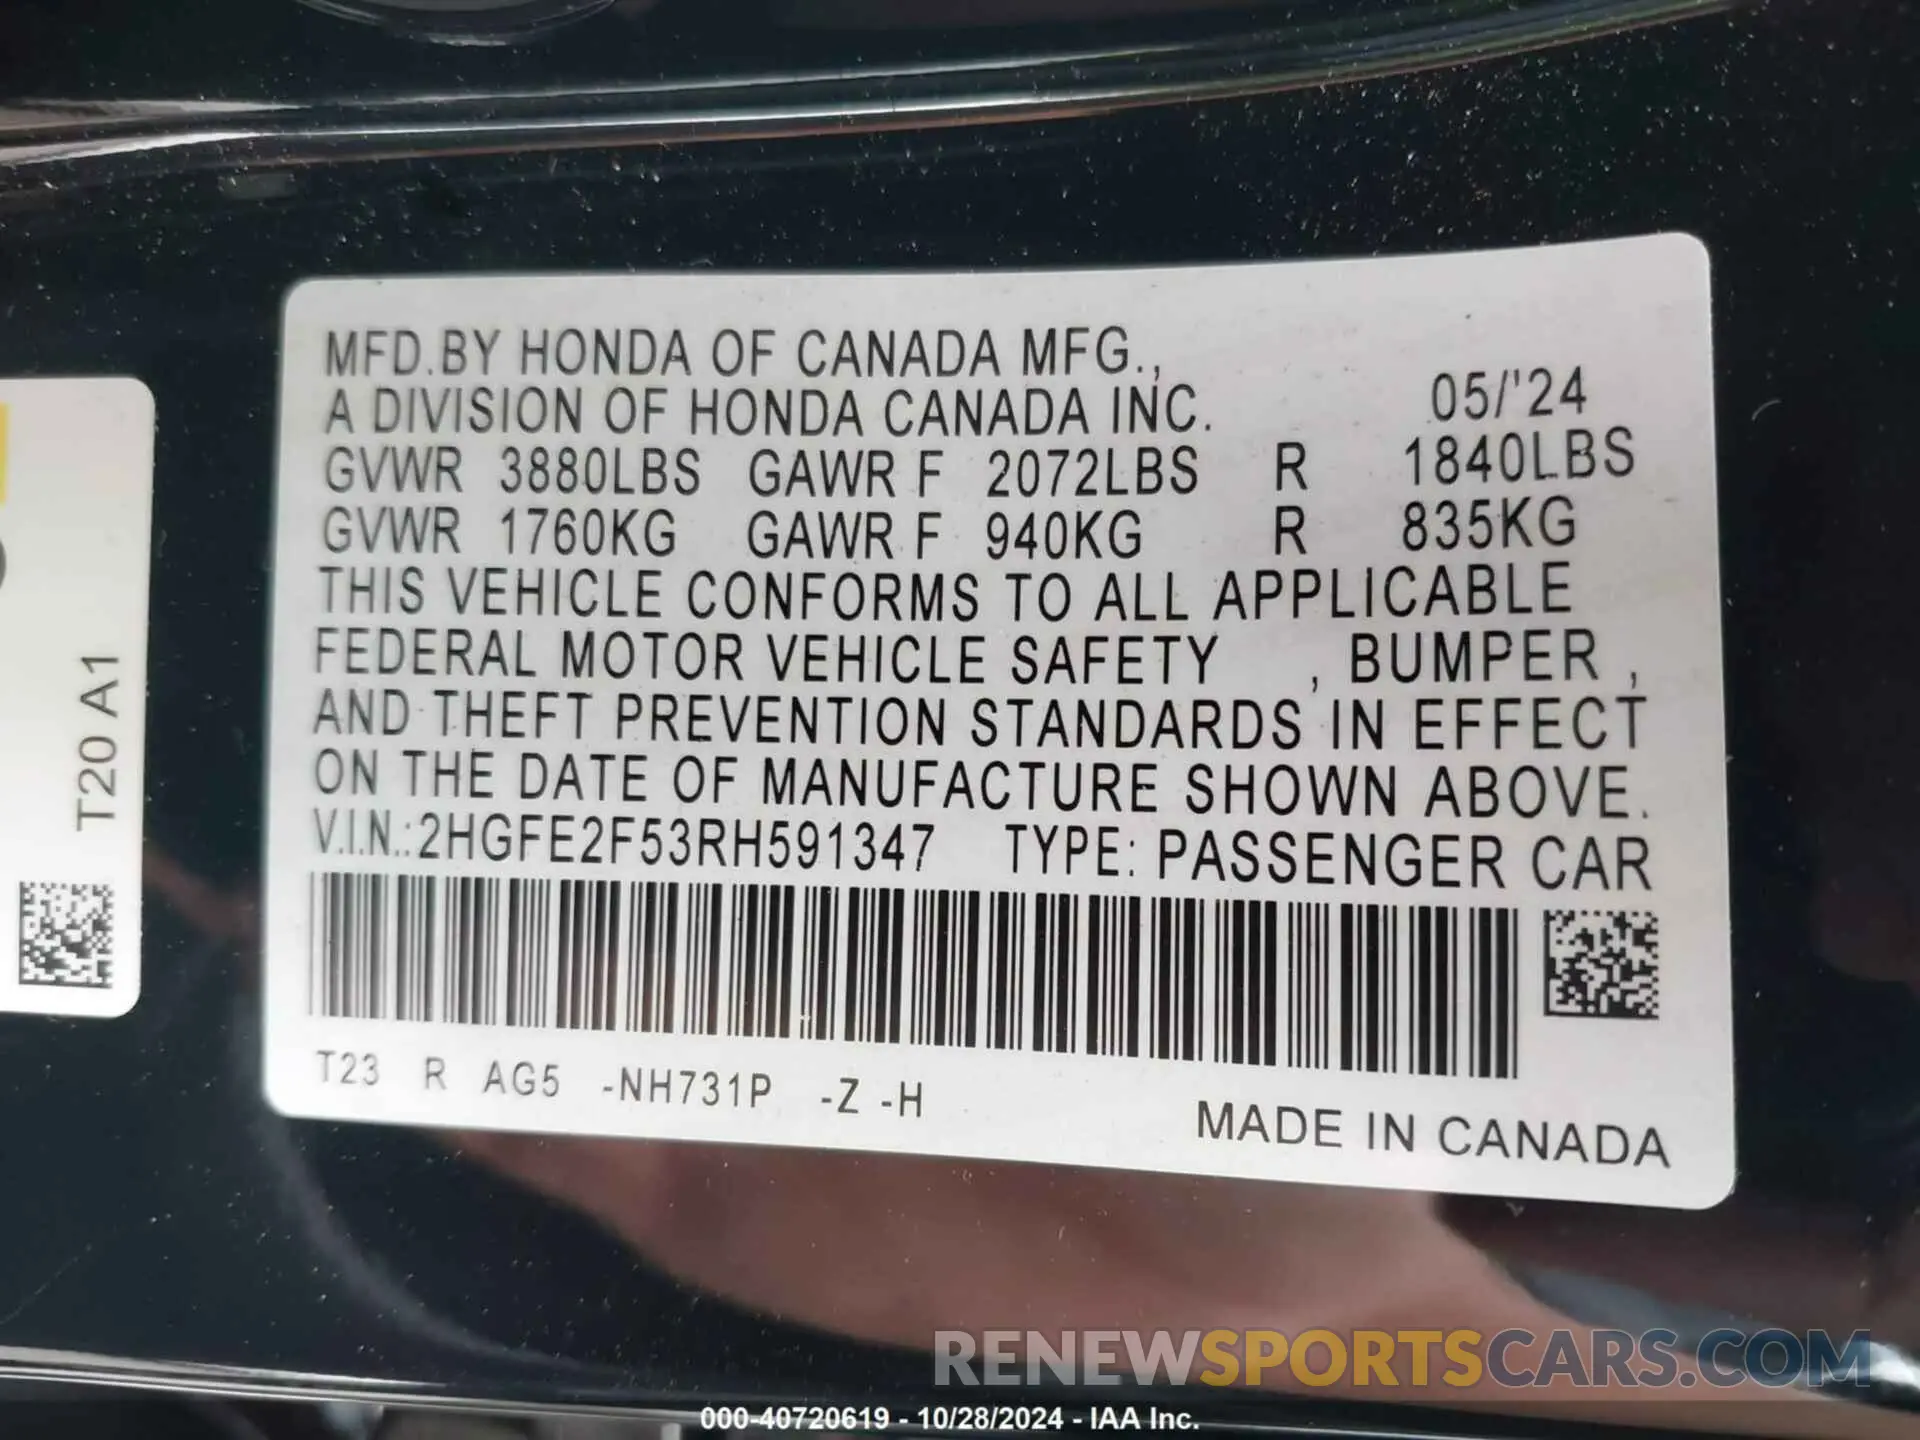 MFD.BY HONDA OF CANADA MFG.,
A DIVISION OF HONDA CANADA INC. 05/'24
GVWR 3880LBS GAWR F 2072LBS R 1840LBS
GVWR 1760KG GAWR F 940KG R 835KG
THIS VEHICLE CONFORMS TO ALL APPLICABLE
FEDERAL MOTOR VEHICLE SAFETY , BUMPER ,
AND THEFT PREVENTION STANDARDS IN EFFECT
ON THE DATE OF MANUFACTURE SHOWN ABOVE.
V.I.N.:2HGFE2F53RH591347 TYPE: PASSENGER CAR
T23 R AG5 -NH731P -Z -H
MADE IN CANADA
T20 A1
RENEWSPORTSCARS.COM
000-40720619 - 10/28/2024 - IAA Inc.